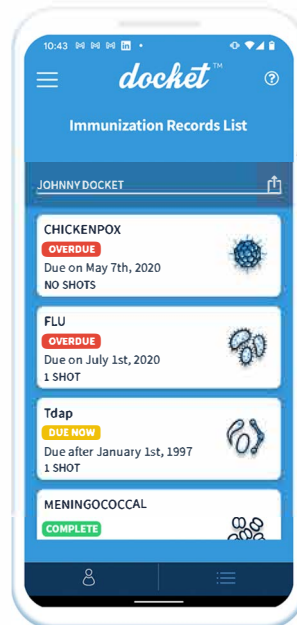 10:43
docket™
Immunization Records List
JOHNNY DOCKET
CHICKENPOX
OVERDUE
Due on May 7th, 2020
NO SHOTS
FLU
OVERDUE
Due on July 1st, 2020
1 SHOT
Tdap
DUE NOW
Due after January 1st, 1997
1 SHOT
MENINGOCOCCAL
COMPLETE